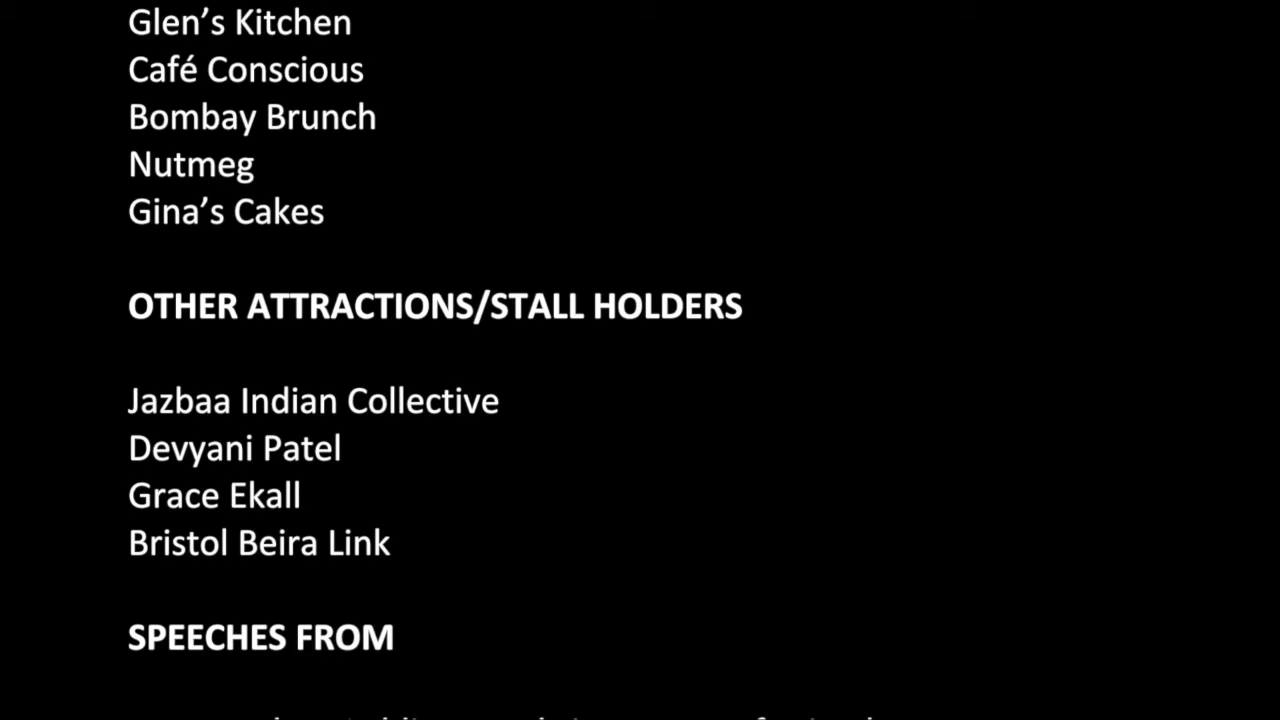 Glen’s Kitchen
Café Conscious
Bombay Brunch
Nutmeg
Gina’s Cakes
OTHER ATTRACTIONS/STALL HOLDERS
Jazbaa Indian Collective
Devyani Patel
Grace Ekall
Bristol Beira Link
SPEECHES FROM